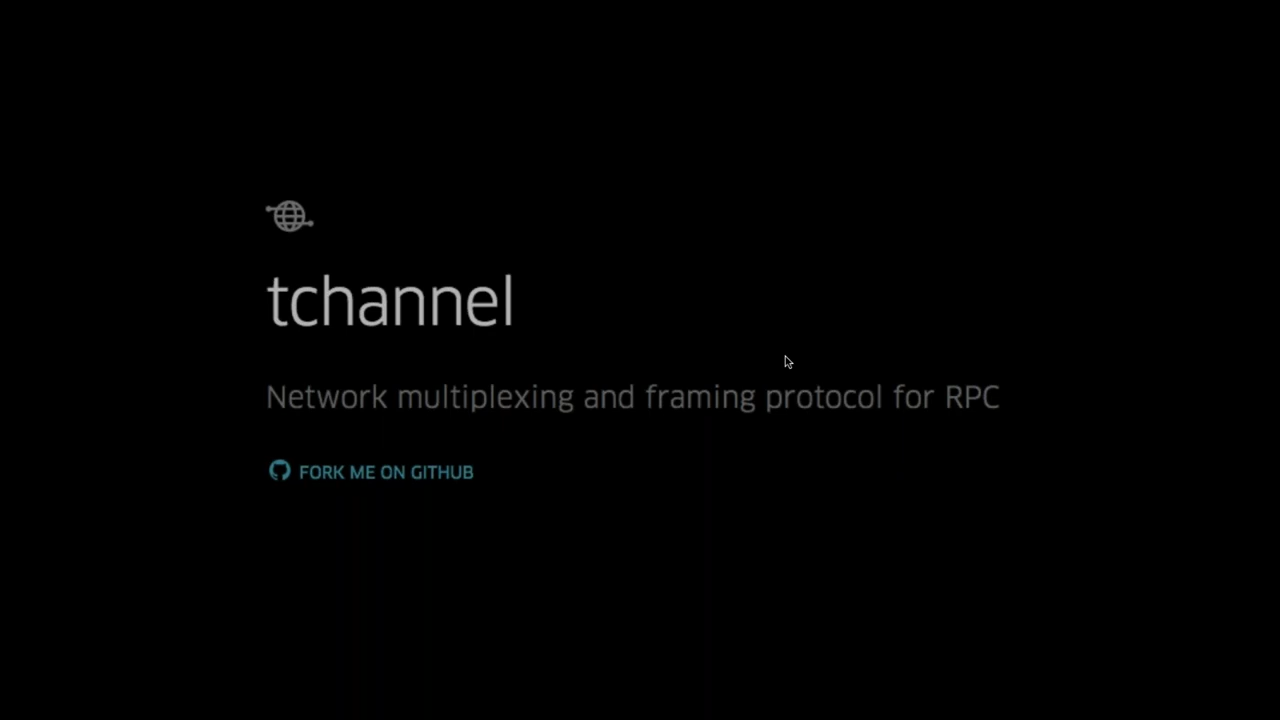 tchannel
Network multiplexing and framing protocol for RPC
FORK ME ON GITHUB